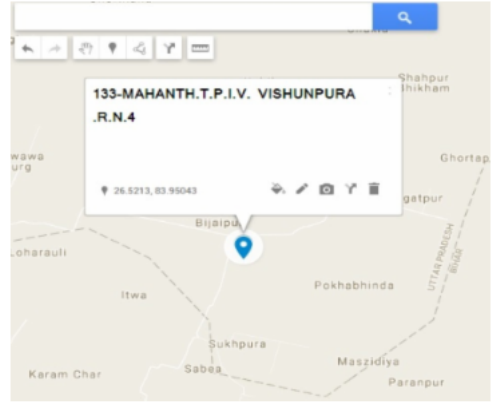 Shahpur
Bhikham
133-MAHANTH.T.P.I.V. VISHUNPURA
.R.N.4
Ghortap
26.5213, 83.95043
gatpur
Bijaipu
UTTAR PRADESH
BIHAR
oharauli
Pokhabhinda
Itwa
Sukhpura
Maszidiya
Sabea
Karam Char
Paranpur